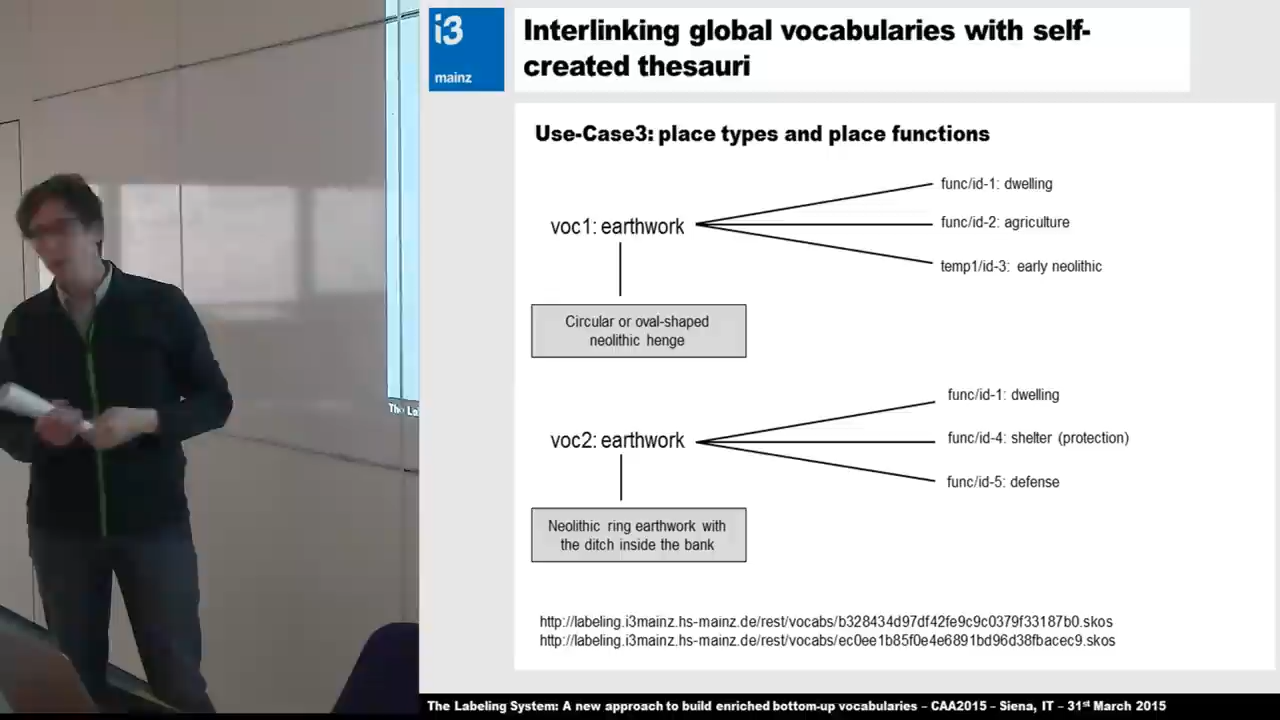 i3
mainz
Interlinking global vocabularies with self-
created thesauri
Use-Case3: place types and place functions
voc1: earthwork
func/id-1: dwelling
func/id-2: agriculture
temp1/id-3: early neolithic
Circular or oval-shaped
neolithic henge
voc2: earthwork
func/id-1: dwelling
func/id-4: shelter (protection)
func/id-5: defense
Neolithic ring earthwork with
the ditch inside the bank
http://labeling.i3mainz.hs-mainz.de/rest/vocabs/b328434d97df42fe9c9c0379f33187b0.skos
http://labeling.i3mainz.hs-mainz.de/rest/vocabs/ec0ee1b85f0e4e6891bd96d38fbacec9.skos
The Labeling System: A new approach to build enriched bottom-up vocabularies – CAA2015 - Siena, IT – 31st March 2015
The